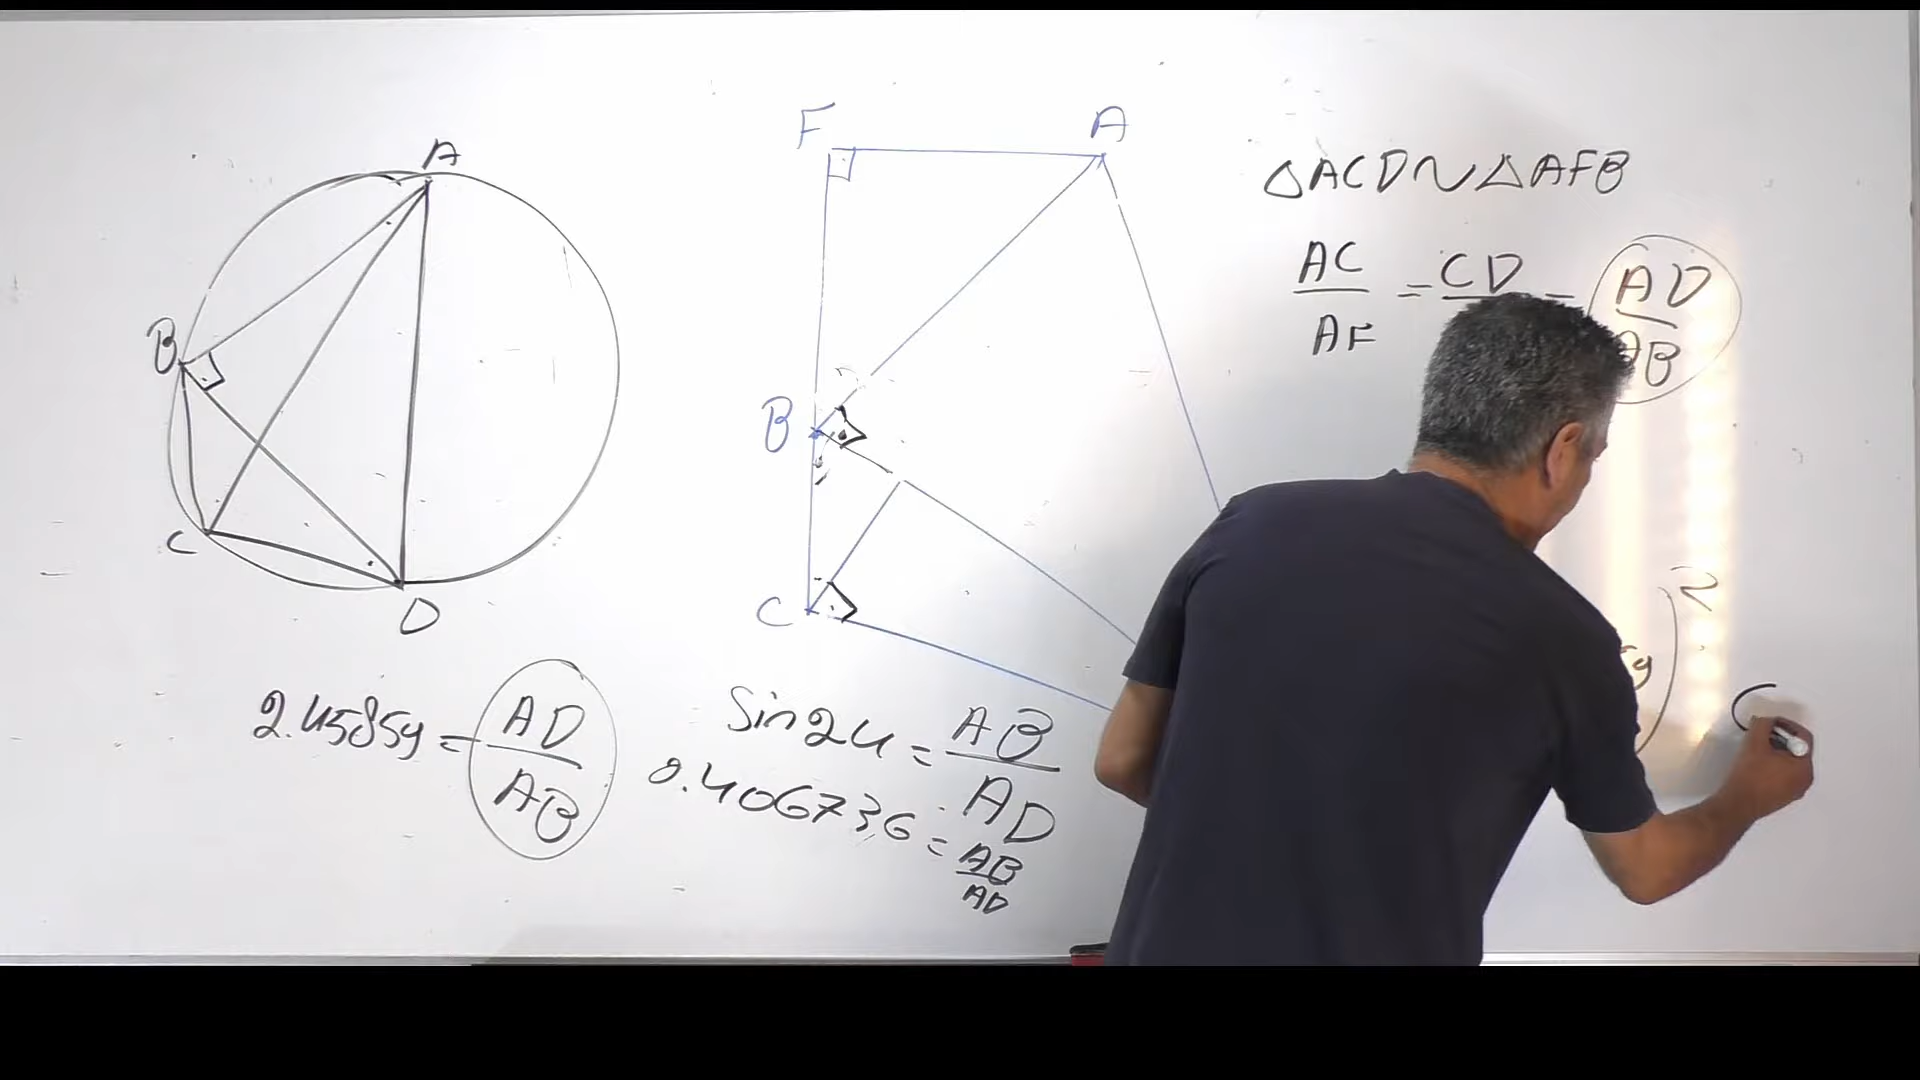 A
B
C
D
2.45859 = AD / AB
F A
B
C
Sin24 = AB / AD
0.406736 = AB / AD
△ACD ~ △AFB
AC / AF = CD = AD / AB
2